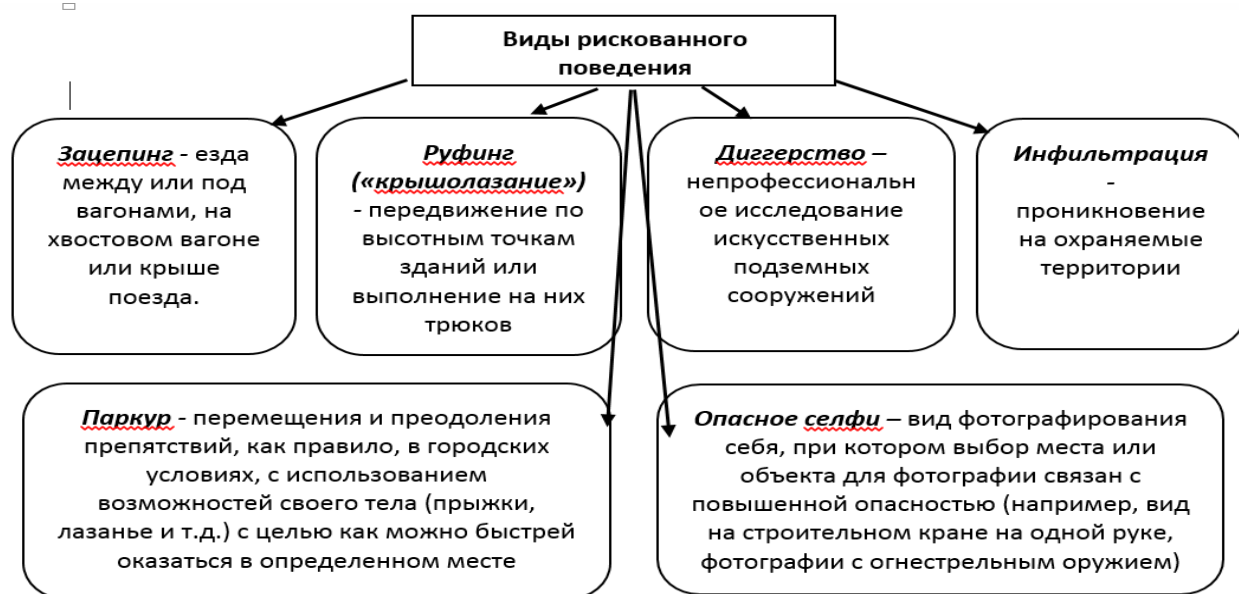 Виды рискованного
поведения
Зацепинг - езда
между или под
вагонами, на
хвостовом вагоне
или крыше
поезда.
Руфинг
(«крышолазание»)
- передвижение по
высотным точкам
зданий или
выполнение на них
трюков
Диггерство –
непрофессиональн
ое исследование
искусственных
подземных
сооружений
Инфильтрация
-
проникновение
на охраняемые
территории
Паркур - перемещения и преодоления
препятствий, как правило, в городских
условиях, с использованием
возможностей своего тела (прыжки,
лазанье и т.д.) с целью как можно быстрей
оказаться в определенном месте
Опасное селфи – вид фотографирования
себя, при котором выбор места или
объекта для фотографии связан с
повышенной опасностью (например, вид
на строительном кране на одной руке,
фотографии с огнестрельным оружием)